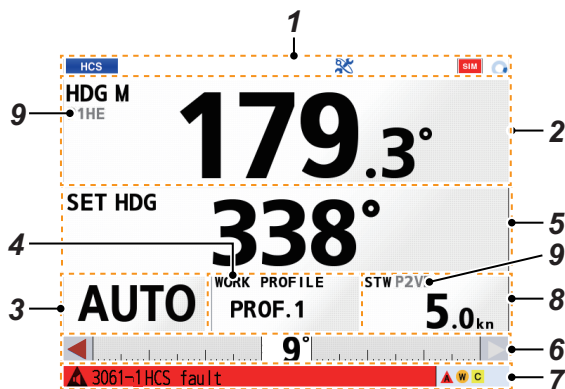 1
HCS SIM
HDG M
9 1HE 179.3° 2
SET HDG
338° 5
4 9
WORK PROFILE STW P2V
3 AUTO PROF.1 5.0kn 8
9° 6
3061-1HCS fault A W C 7